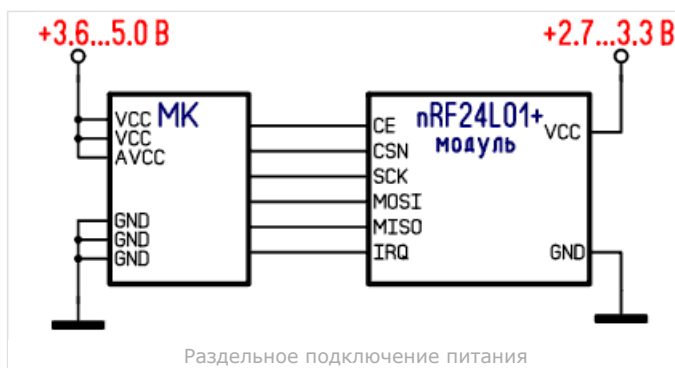 +3.6...5.0 В
+2.7...3.3 В
МК
VCC
VCC
AVCC
GND
GND
GND
nRF24L01+
модуль
CE
CSN
SCK
MOSI
MISO
IRQ
VCC
GND
Раздельное подключение питания